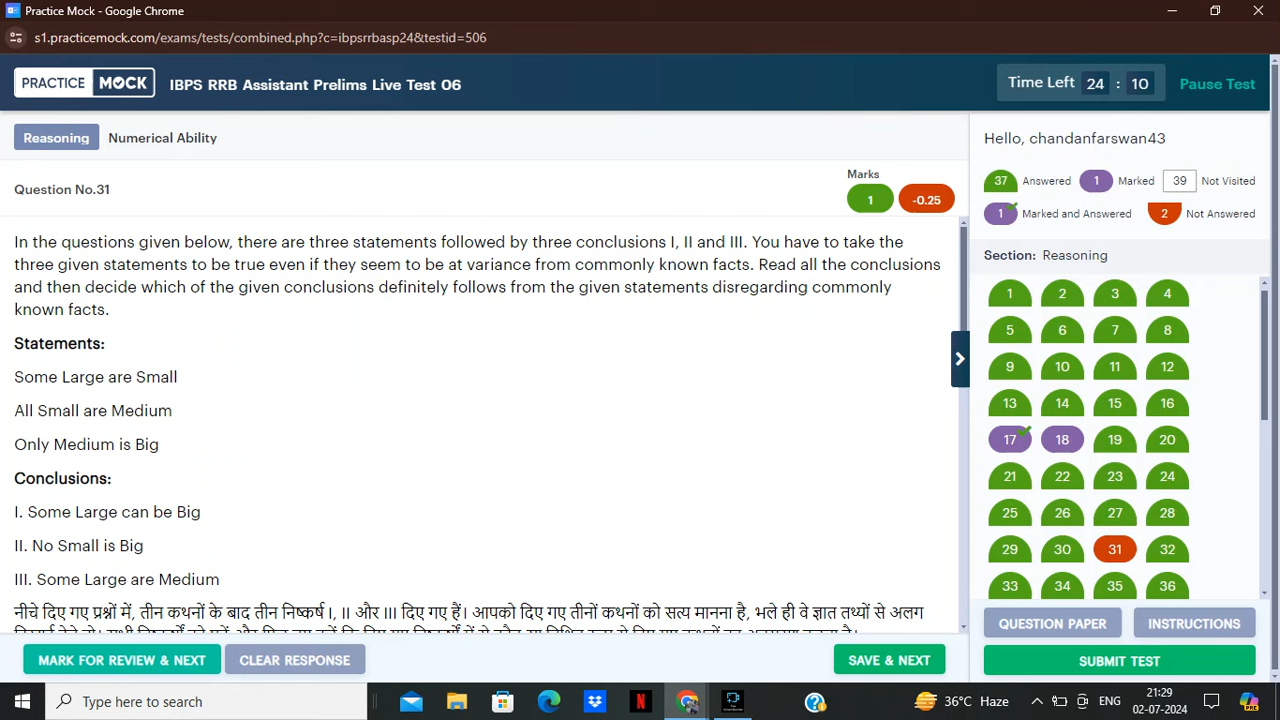 Practice Mock - Google Chrome
s1.practicemock.com/exams/tests/combined.php?c=ibpsrrbasp24&testid=506
PRACTICE MOCK IBPS RRB Assistant Prelims Live Test 06
Time Left 24 : 10 Pause Test
Reasoning Numerical Ability
Hello, chandanfarswan43
Question No.31
Marks
1 -0.25
37 Answered 1 Marked 39 Not Visited
1 Marked and Answered 2 Not Answered
Section: Reasoning
In the questions given below, there are three statements followed by three conclusions I, II and III. You have to take the
three given statements to be true even if they seem to be at variance from commonly known facts. Read all the conclusions
and then decide which of the given conclusions definitely follows from the given statements disregarding commonly
known facts.
Statements:
Some Large are Small
All Small are Medium
Only Medium is Big
Conclusions:
I. Some Large can be Big
II. No Small is Big
III. Some Large are Medium
नीचे दिए गए प्रश्नों में, तीन कथनों के बाद तीन निष्कर्ष I, II और III दिए गए हैं। आपको दिए गए तीनों कथनों को सत्य मानना है, भले ही वे ज्ञात तथ्यों से अलग
1 2 3 4
5 6 7 8
9 10 11 12
13 14 15 16
17 18 19 20
21 22 23 24
25 26 27 28
29 30 31 32
33 34 35 36
QUESTION PAPER INSTRUCTIONS
MARK FOR REVIEW & NEXT CLEAR RESPONSE SAVE & NEXT
SUBMIT TEST
Type here to search
36°C Haze ENG
21:29
02-07-2024